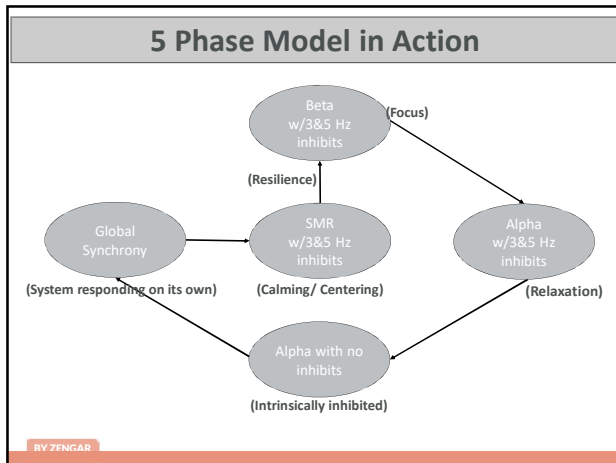 5 Phase Model in Action
Beta
w/3&5 Hz
inhibits
(Focus)
(Resilience)
Global
Synchrony
SMR
w/3&5 Hz
inhibits
Alpha
w/3&5 Hz
inhibits
(System responding on its own)
(Calming/ Centering)
(Relaxation)
Alpha with no
inhibits
(Intrinsically inhibited)
BY ZENGAR